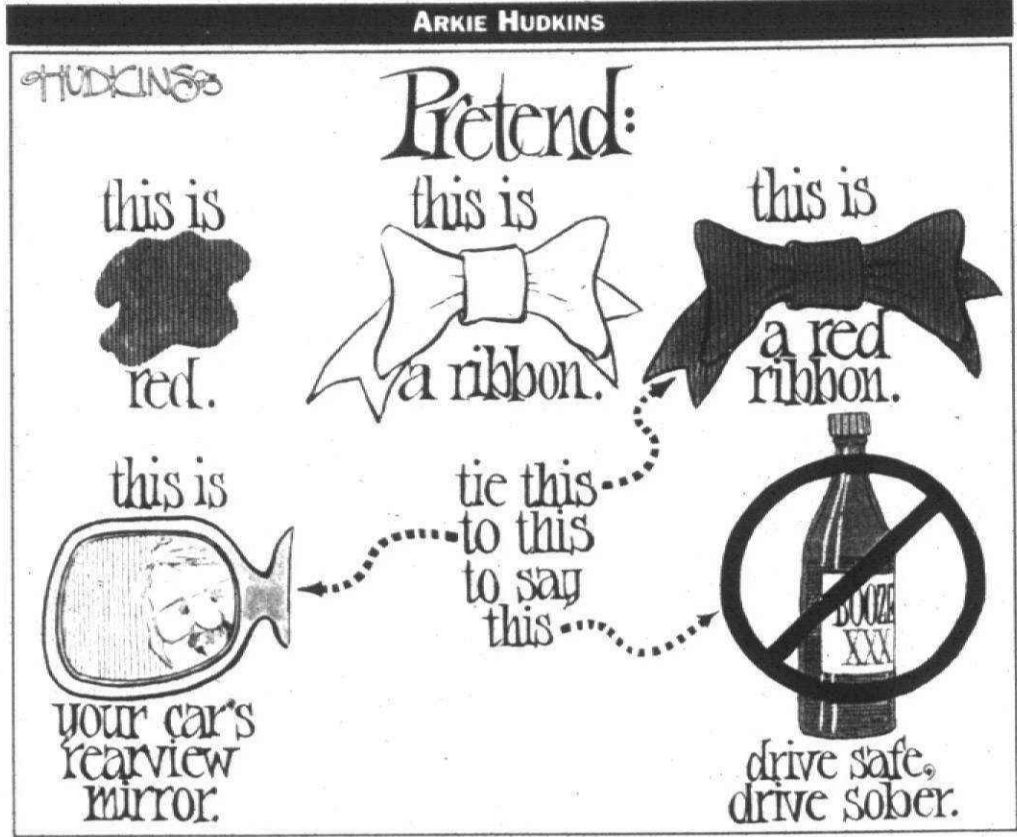 ARKIE HUDKINS
HUDKINS
Pretend:
this is
red.
this is
a ribbon.
this is
a red
ribbon.
this is
your car's
rearview
mirror.
tie this
to this
to say
this
BOOZE
XXX
drive safe,
drive sober.